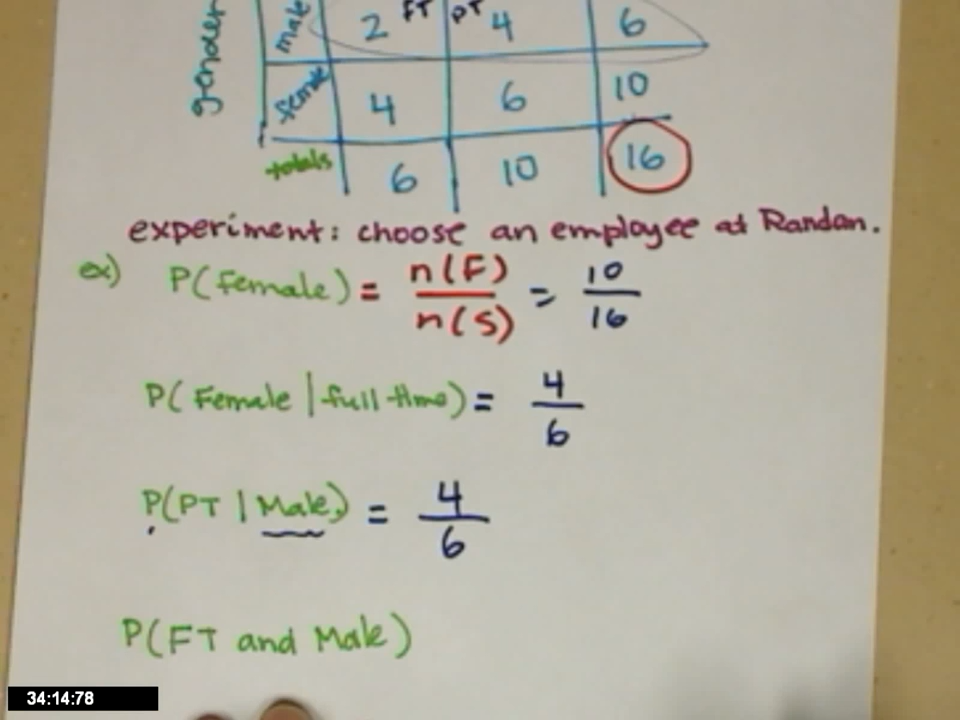 gender
male 2 FT PT 4 6
female 4 6 10
totals 6 10 16
experiment: choose an employee at Randam.
ex) P(Female) = n(F)/n(S) = 10/16
P(Female | full-time) = 4/6
P(PT | Male) = 4/6
P(FT and Male)
34:14:78